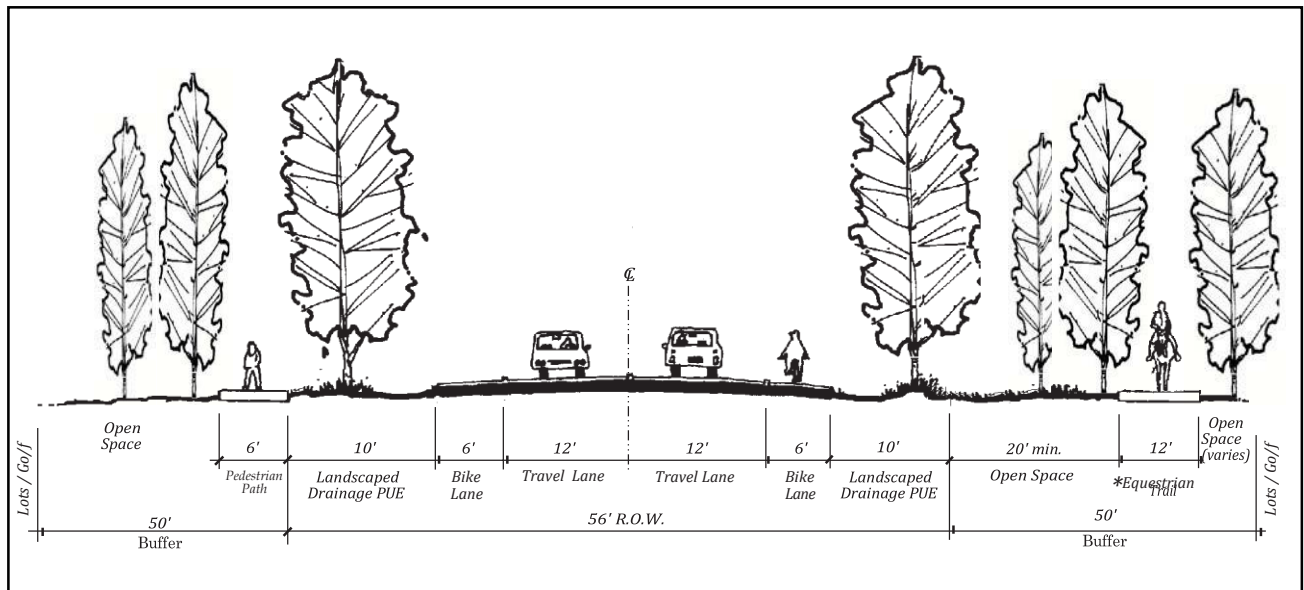 ℄
Open
Space
6'
Pedestrian
Path
10'
Landscaped
Drainage PUE
6'
Bike
Lane
12'
Travel Lane
12'
Travel Lane
6'
Bike
Lane
10'
Landscaped
Drainage PUE
20' min.
Open Space
12'
*Equestrian
Trail
Open
Space
(varies)
Lots / Go/f
Lots / Go/f
50'
Buffer
56' R.O.W.
50'
Buffer